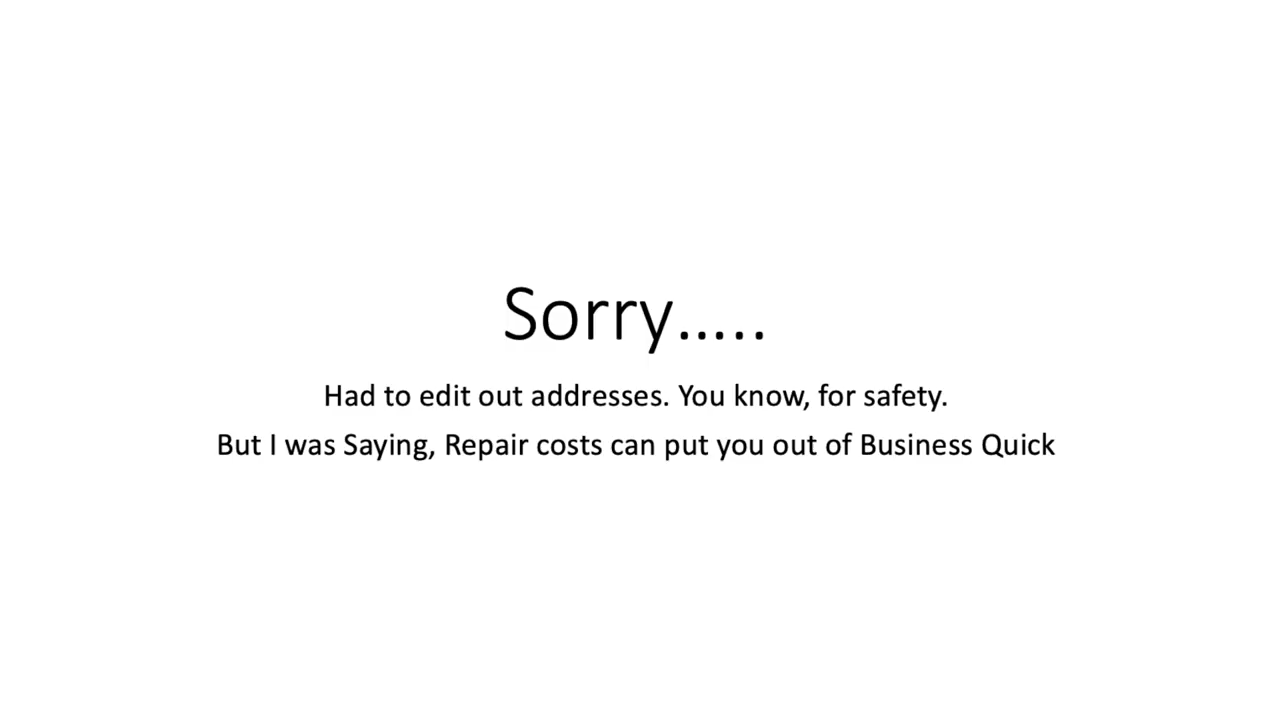 Sorry…..
Had to edit out addresses. You know, for safety.
But I was Saying, Repair costs can put you out of Business Quick